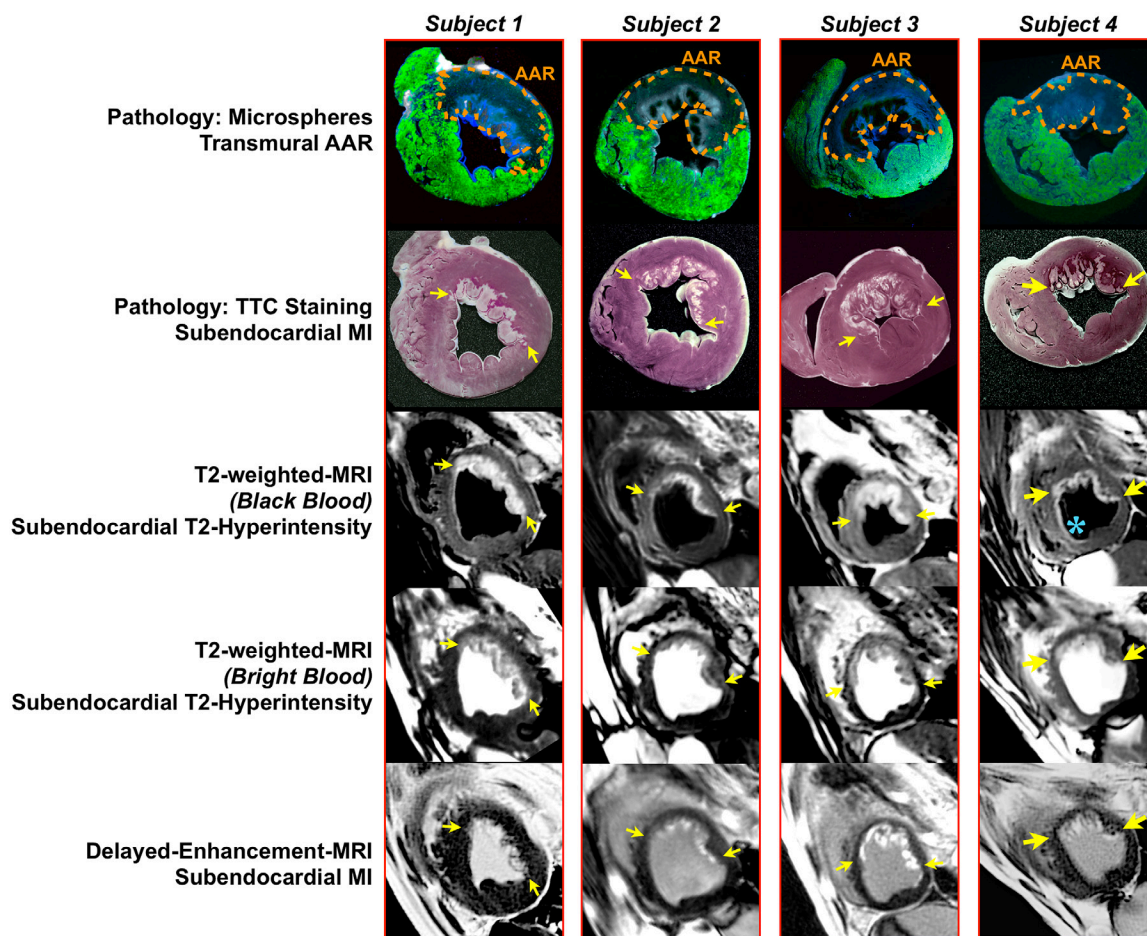 Subject 1
Subject 2
Subject 3
Subject 4
Pathology: Microspheres
Transmural AAR
AAR
AAR
AAR
AAR
Pathology: TTC Staining
Subendocardial MI
T2-weighted-MRI
(Black Blood)
Subendocardial T2-Hyperintensity
*
T2-weighted-MRI
(Bright Blood)
Subendocardial T2-Hyperintensity
Delayed-Enhancement-MRI
Subendocardial MI